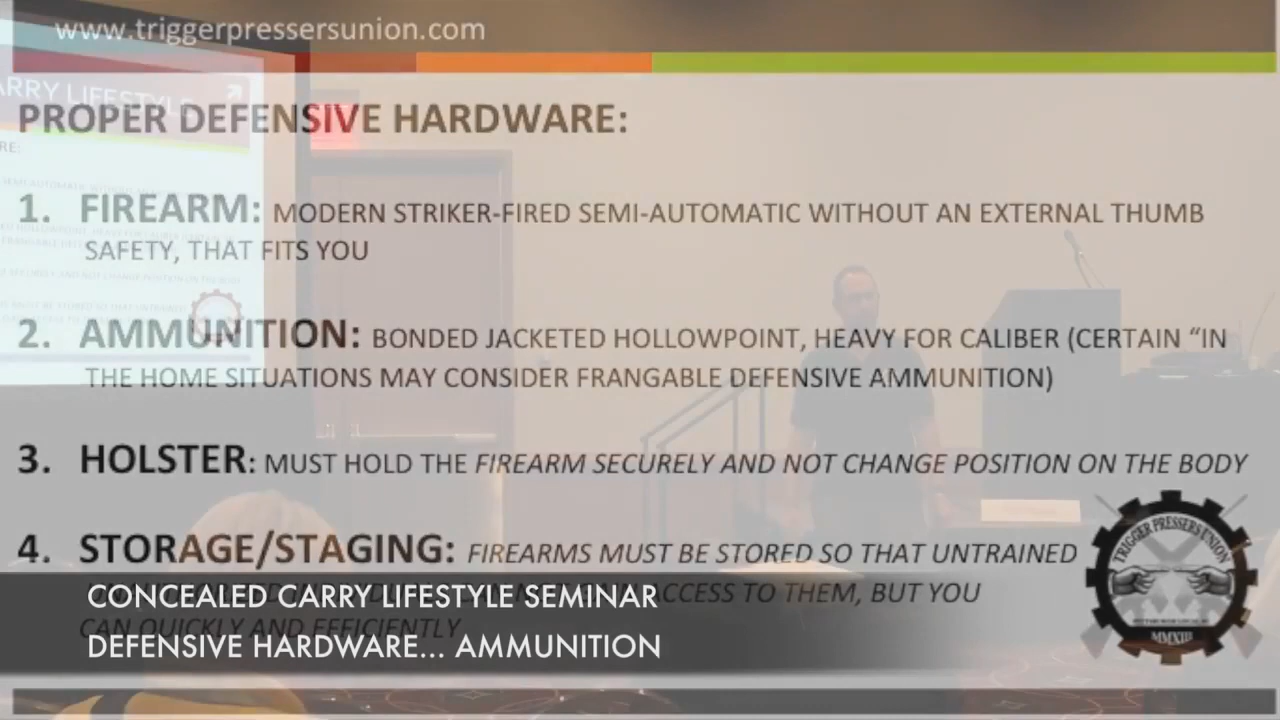 www.triggerpressersunion.com
ARRY LIFESTYLE
PROPER DEFENSIVE HARDWARE:
RE:
1. FIREARM: MODERN STRIKER-FIRED SEMI-AUTOMATIC WITHOUT AN EXTERNAL THUMB
SAFETY, THAT FITS YOU
2. AMMUNITION: BONDED JACKETED HOLLOWPOINT, HEAVY FOR CALIBER (CERTAIN “IN
THE HOME SITUATIONS MAY CONSIDER FRANGABLE DEFENSIVE AMMUNITION)
3. HOLSTER: MUST HOLD THE FIREARM SECURELY AND NOT CHANGE POSITION ON THE BODY
4. STORAGE/STAGING: FIREARMS MUST BE STORED SO THAT UNTRAINED
ACCESS TO THEM, BUT YOU
CAN QUICKLY AND EFFICIENTLY
CONCEALED CARRY LIFESTYLE SEMINAR
DEFENSIVE HARDWARE... AMMUNITION
TRIGGER PRESSERS UNION
MMXIII